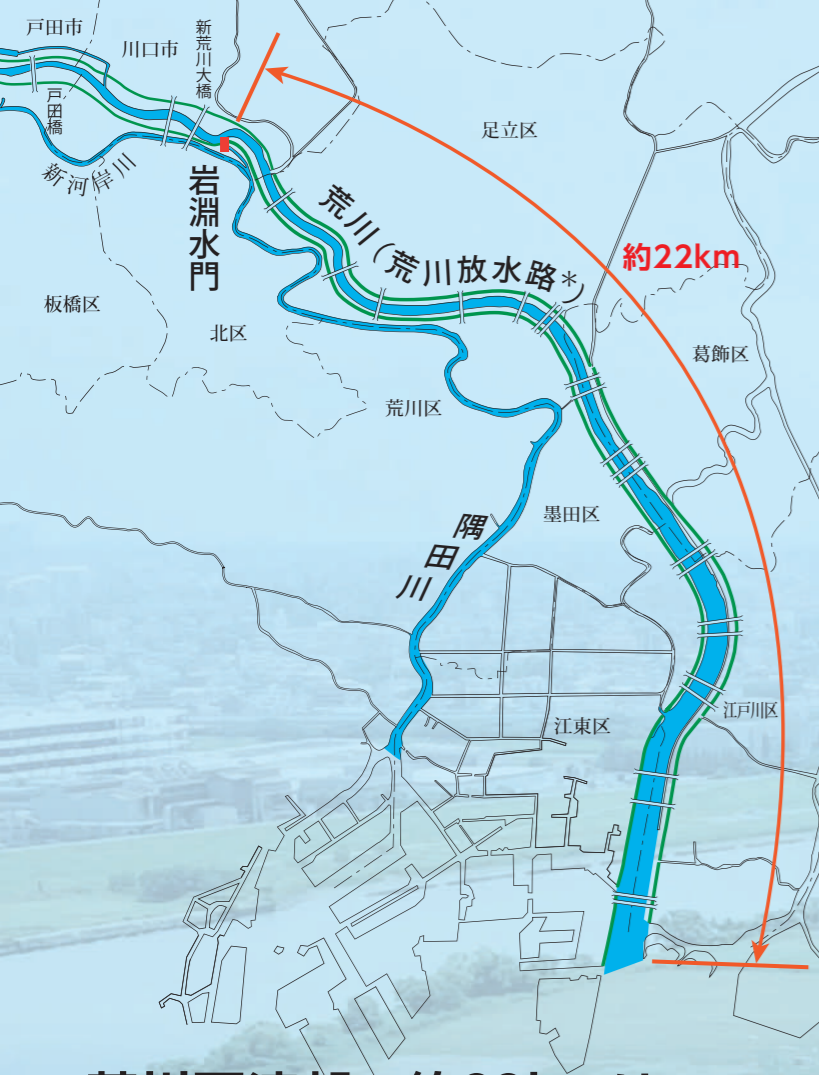 戸田市
川口市
新荒川大橋
戸田橋
新河岸川
岩淵水門
足立区
荒川（荒川放水路＊）
約22km
板橋区
北区
葛飾区
荒川区
墨田区
隅田川
江戸川区
江東区